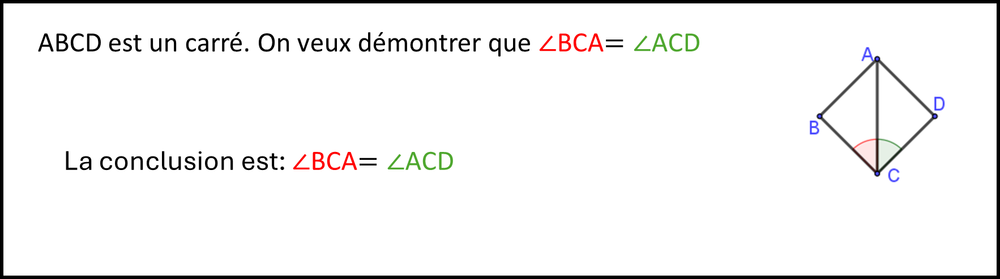 ABCD est un carré. On veux démontrer que ∠BCA= ∠ACD
A
D
B
La conclusion est: ∠BCA= ∠ACD
C